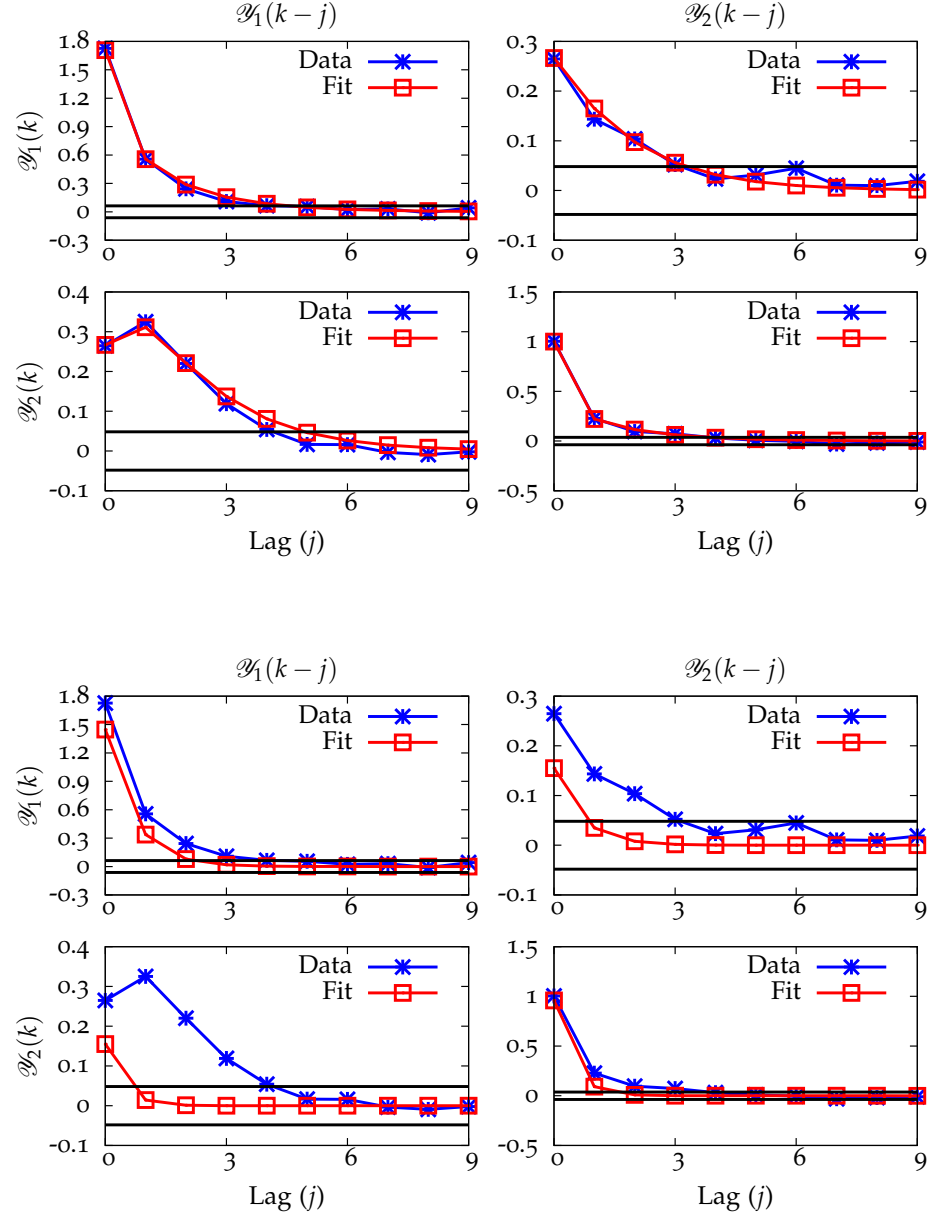 𝒴₁(k − j) 𝒴₂(k − j)
1.8 1.5 1.2 0.9 0.6 0.3 0 -0.3 𝒴₁(k) Data Fit 0 3 6 9
0.3 0.2 0.1 0 -0.1 Data Fit 0 3 6 9
0.4 0.3 0.2 0.1 0 -0.1 𝒴₂(k) Data Fit 0 3 6 9
1.5 1 0.5 0 -0.5 Data Fit 0 3 6 9
Lag (j) Lag (j)
𝒴₁(k − j) 𝒴₂(k − j)
1.8 1.5 1.2 0.9 0.6 0.3 0 -0.3 𝒴₁(k) Data Fit 0 3 6 9
0.3 0.2 0.1 0 -0.1 Data Fit 0 3 6 9
0.4 0.3 0.2 0.1 0 -0.1 𝒴₂(k) Data Fit 0 3 6 9
1.5 1 0.5 0 -0.5 Data Fit 0 3 6 9
Lag (j) Lag (j)